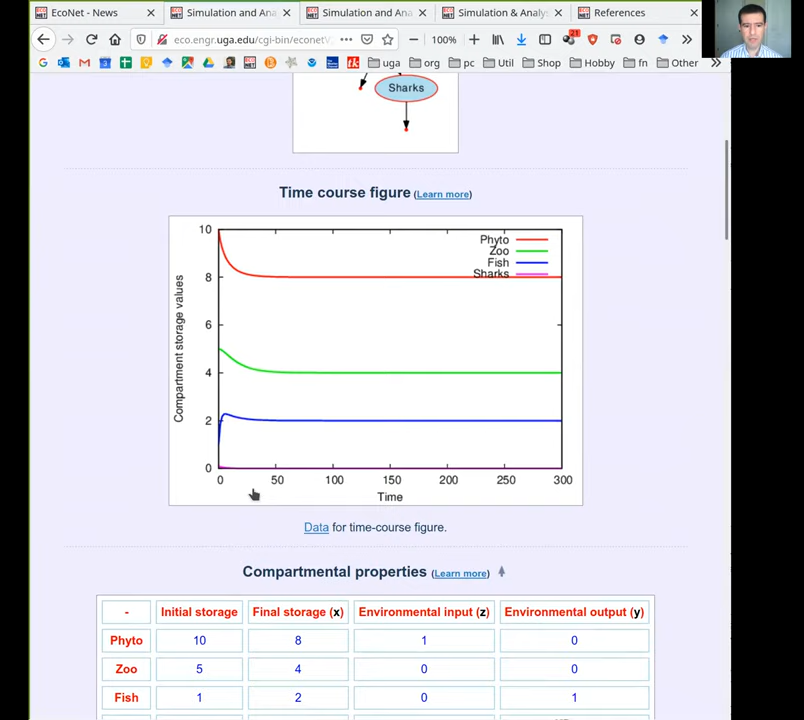 EcoNet - News
Simulation and Ana
Simulation and Ana
Simulation & Analys
References
eco.engr.uga.edu/cgi-bin/econet
100%
21
uga
org
pc
Util
Shop
Hobby
fn
Other
Sharks
Time course figure (Learn more)
Compartment storage values
10
8
6
4
2
0
Phyto
Zoo
Fish
Sharks
0 50 100 150 200 250 300
Time
Data for time-course figure.
Compartmental properties (Learn more)
- Initial storage Final storage (x) Environmental input (z) Environmental output (y)
Phyto 10 8 1 0
Zoo 5 4 0 0
Fish 1 2 0 1